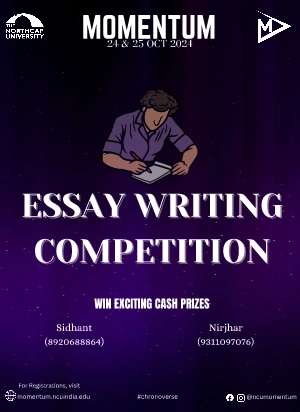 THE
NORTHCAP
UNIVERSITY
MOMENTUM
24 & 25 OCT 2024
ESSAY WRITING
COMPETITION
WIN EXCITING CASH PRIZES
Sidhant
(8920688864)
Nirjhar
(9311097076)
For Registrations, visit
momentum.ncuindia.edu
#chronoverse
@ncumomentum